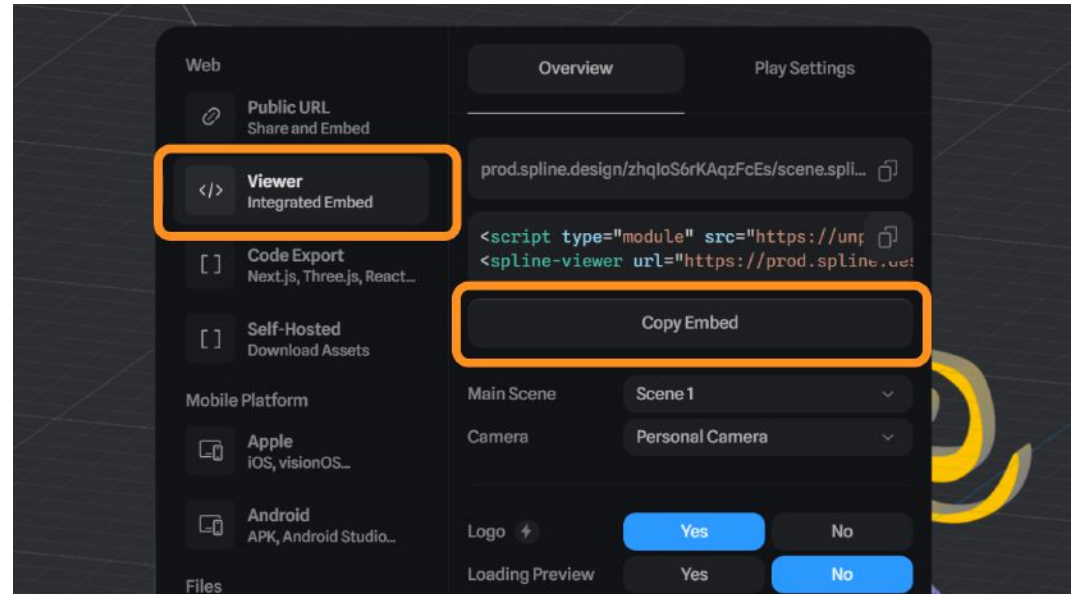 Web
Public URL
Share and Embed
</>
Viewer
Integrated Embed
[ ]
Code Export
Next.js, Three.js, React...
[ ]
Self-Hosted
Download Assets
Mobile Platform
Apple
iOS, visionOS...
Android
APK, Android Studio...
Files
Overview
Play Settings
prod.spline.design/zhqIoS6rKAqzFcEs/scene.spli...
<script type="module" src="https://unp
<spline-viewer url="https://prod.spline.des
Copy Embed
Main Scene
Scene 1
Camera
Personal Camera
Logo
Yes
No
Loading Preview
Yes
No